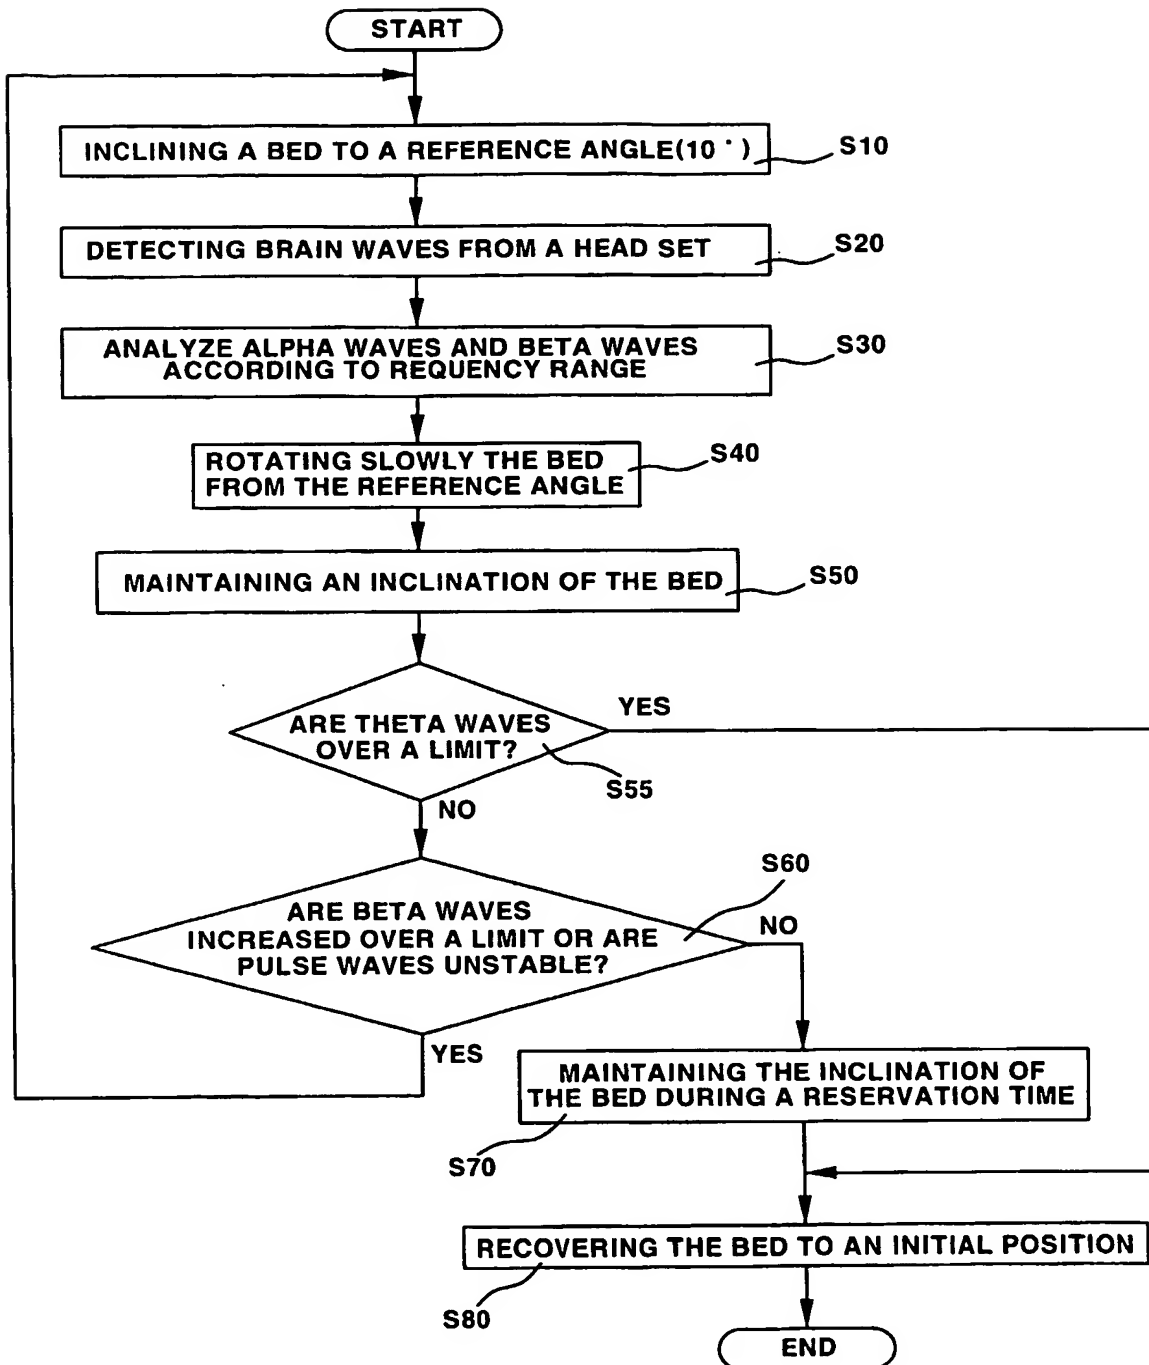 START
INCLINING A BED TO A REFERENCE ANGLE(10 ˚ )
S10
DETECTING BRAIN WAVES FROM A HEAD SET
S20
ANALYZE ALPHA WAVES AND BETA WAVES
ACCORDING TO REQUENCY RANGE
S30
ROTATING SLOWLY THE BED
FROM THE REFERENCE ANGLE
S40
MAINTAINING AN INCLINATION OF THE BED
S50
ARE THETA WAVES
OVER A LIMIT?
YES
S55
NO
S60
ARE BETA WAVES
INCREASED OVER A LIMIT OR ARE
PULSE WAVES UNSTABLE?
NO
YES
MAINTAINING THE INCLINATION OF
THE BED DURING A RESERVATION TIME
S70
RECOVERING THE BED TO AN INITIAL POSITION
S80
END